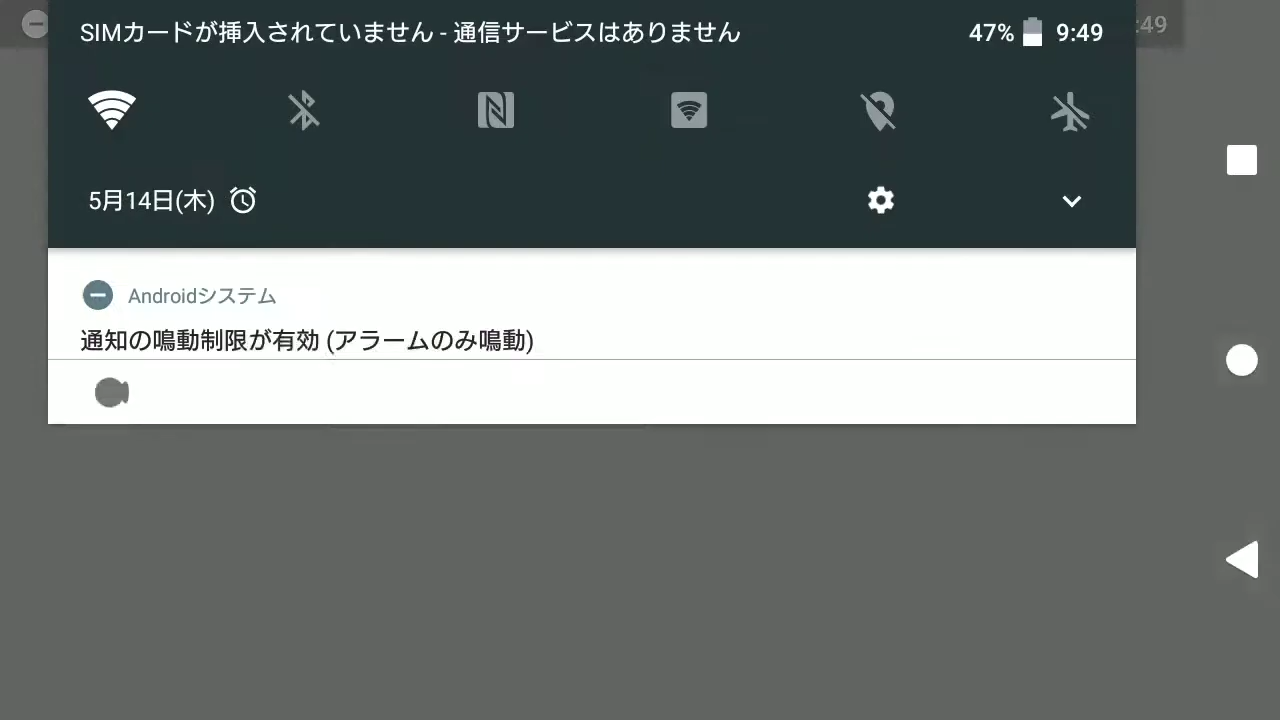 SIMカードが挿入されていません - 通信サービスはありません
47% 9:49
:49
5月14日(木)
Androidシステム
通知の鳴動制限が有効 (アラームのみ鳴動)